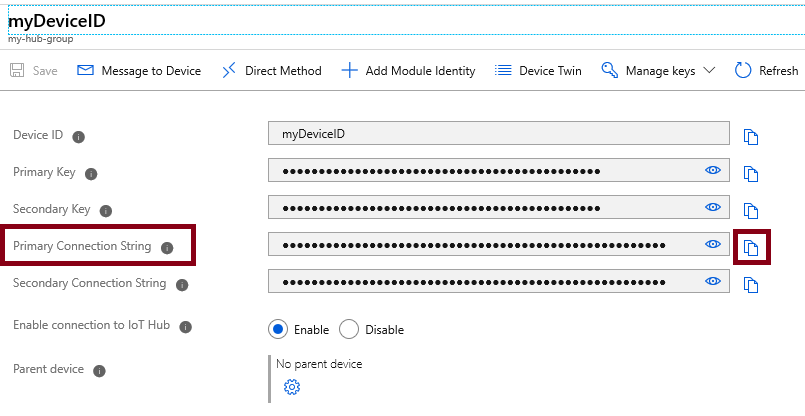 myDeviceID
my-hub-group
Save Message to Device Direct Method Add Module Identity Device Twin Manage keys Refresh
Device ID myDeviceID
Primary Key
Secondary Key
Primary Connection String
Secondary Connection String
Enable connection to IoT Hub Enable Disable
Parent device No parent device